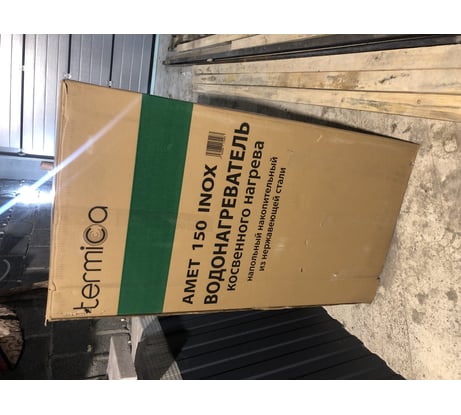 termica
AMET 150 INOX
ВОДОНАГРЕВАТЕЛЬ
косвенного нагрева
напольный накопительный
из нержавеющей стали